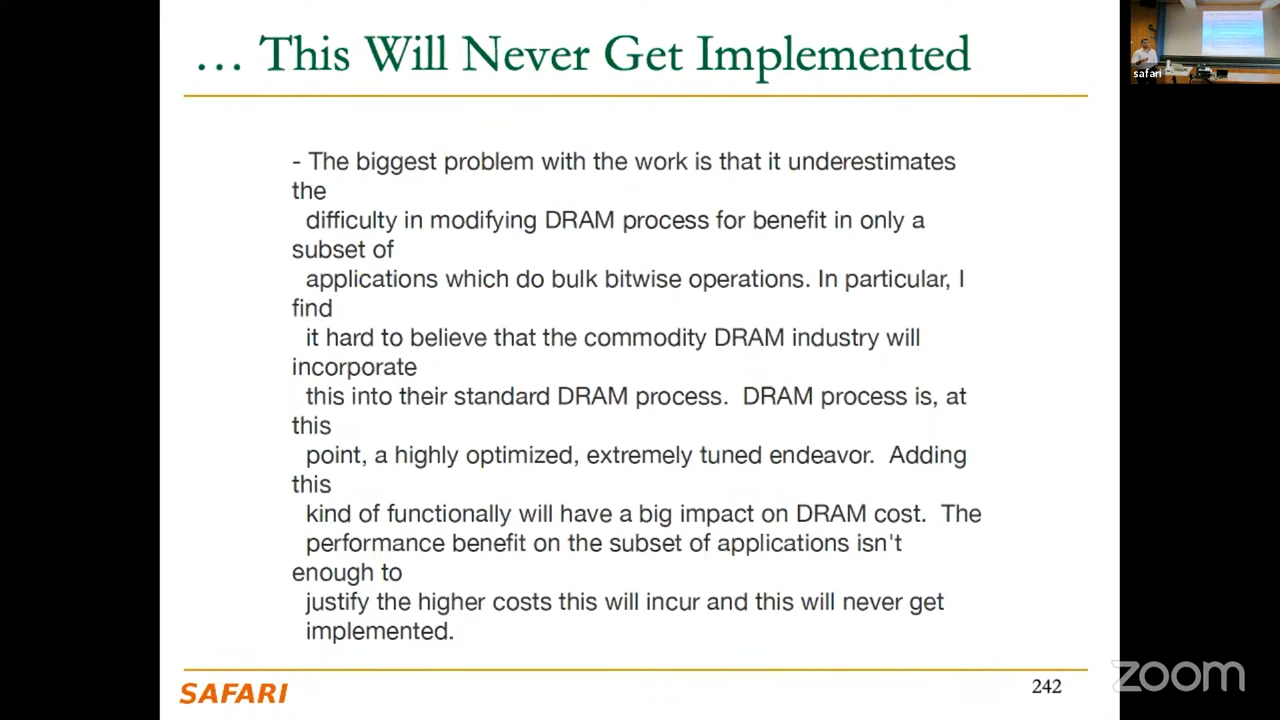 ... This Will Never Get Implemented
safari
- The biggest problem with the work is that it underestimates
the
difficulty in modifying DRAM process for benefit in only a
subset of
applications which do bulk bitwise operations. In particular, I
find
it hard to believe that the commodity DRAM industry will
incorporate
this into their standard DRAM process.  DRAM process is, at
this
point, a highly optimized, extremely tuned endeavor.  Adding
this
kind of functionally will have a big impact on DRAM cost.  The
performance benefit on the subset of applications isn't
enough to
justify the higher costs this will incur and this will never get
implemented.
SAFARI
242
zoom